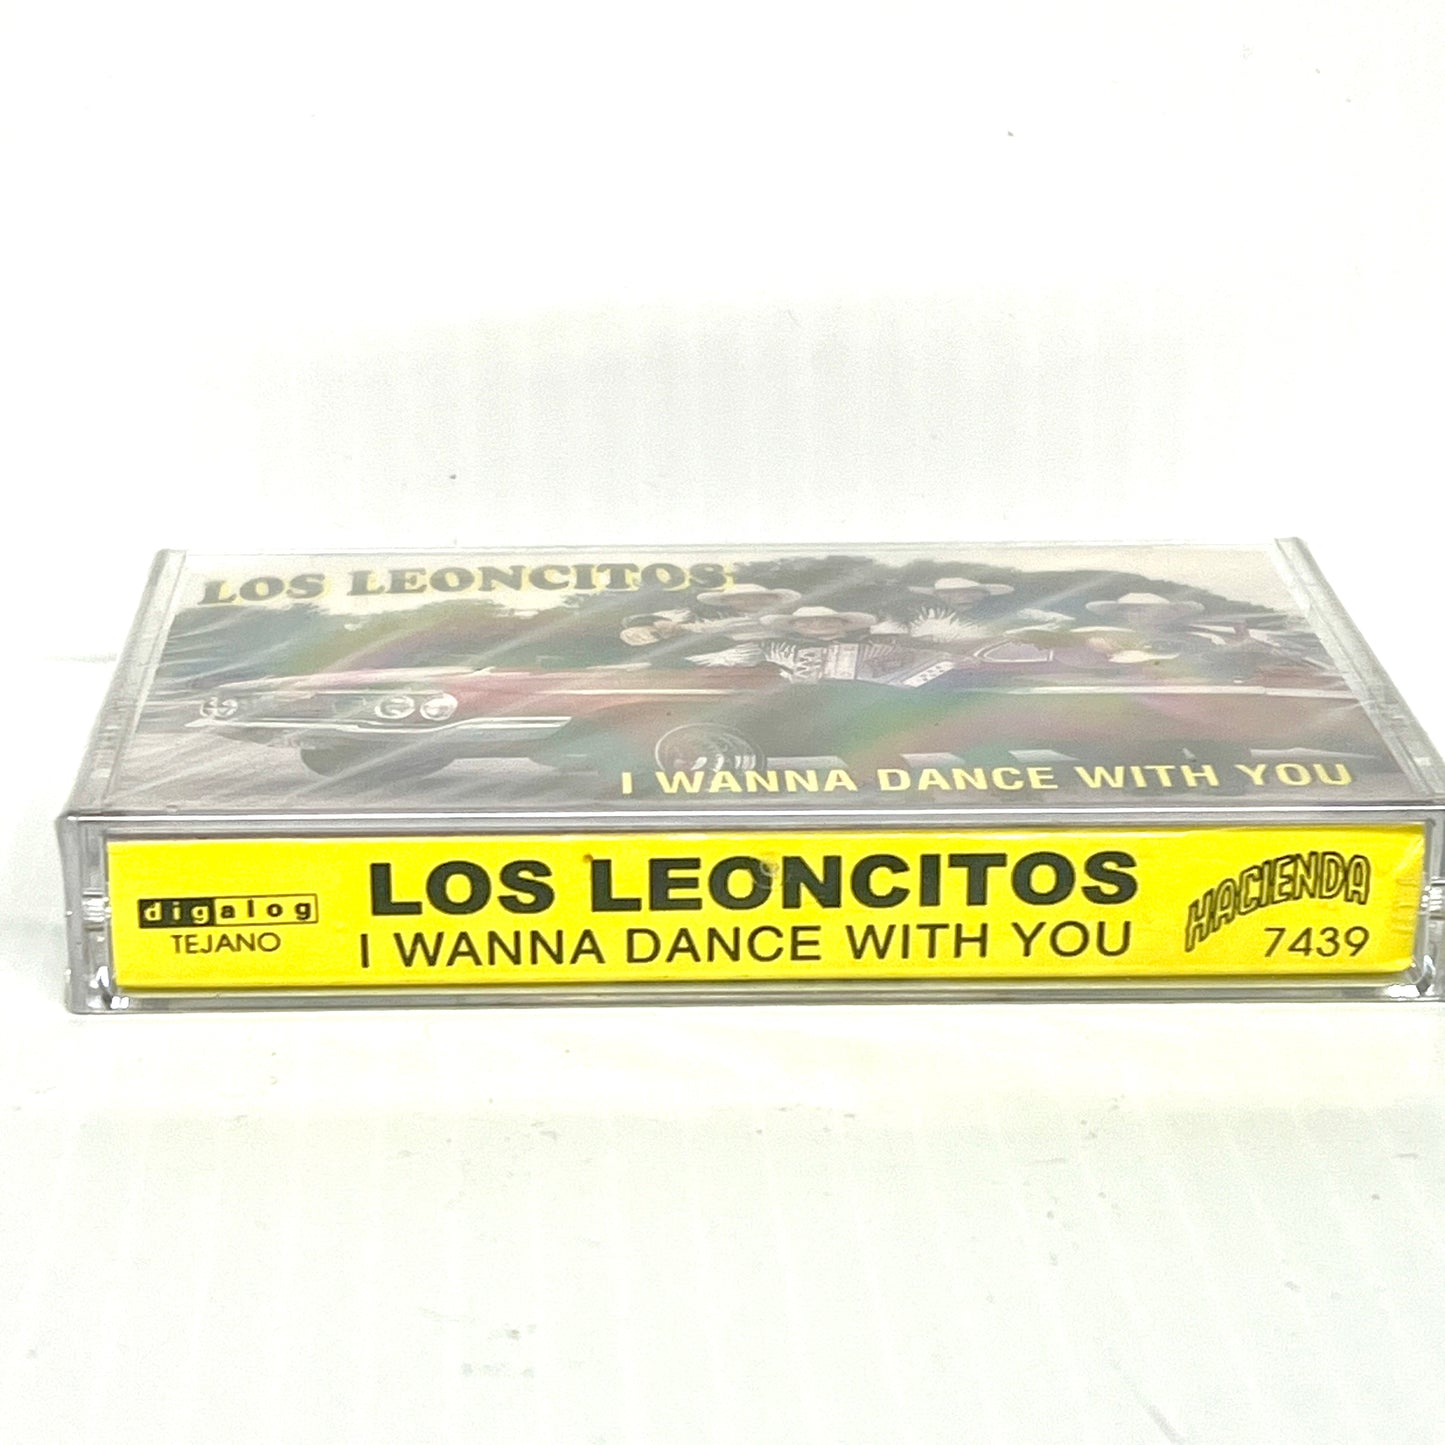 LOS LEONCITOS
I WANNA DANCE WITH YOU
digalog
TEJANO
LOS LEONCITOS
I WANNA DANCE WITH YOU
HACIENDA
7439